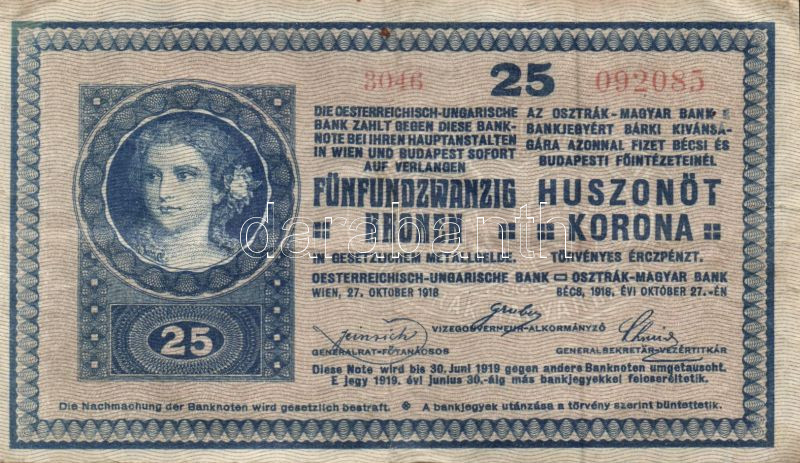 3046 25 092085
DIE OESTERREICHISCH-UNGARISCHE
BANK ZAHLT GEGEN DIESE BANK-
NOTE BEI IHREN HAUPTANSTALTEN
IN WIEN UND BUDAPEST SOFORT
AUF VERLANGEN
FÜNFUNDZWANZIG
KRONEN
IN GESETZLICHEM METALLGELDE.
OESTERREICHISCH-UNGARISCHE BANK
WIEN, 27. OKTOBER 1918
AZ OSZTRÁK-MAGYAR BANK E
BANKJEGYÉRT BÁRKI KIVÁNSÁ-
GÁRA AZONNAL FIZET BÉCSI ÉS
BUDAPESTI FŐINTÉZETEINÉL
HUSZONÖT
KORONA
TÖRVÉNYES ÉRCZPÉNZT.
OSZTRÁK-MAGYAR BANK
BÉCS, 1918. ÉVI OKTÓBER 27.-ÉN
darabanth
Gruber
VIZEGOUVERNEUR-ALKORMÁNYZÓ
GENERALRAT-FŐTANÁCSOS
GENERALSEKRETÄR-VEZÉRTITKÁR
25
Diese Note wird bis 30. Juni 1919 gegen andere Banknoten umgetauscht.
E jegy 1919. évi junius 30.-áig más bankjegyekkel felcseréltetik.
Die Nachmachung der Banknoten wird gesetzlich bestraft. A bankjegyek utánzása a törvény szerint büntettetik.